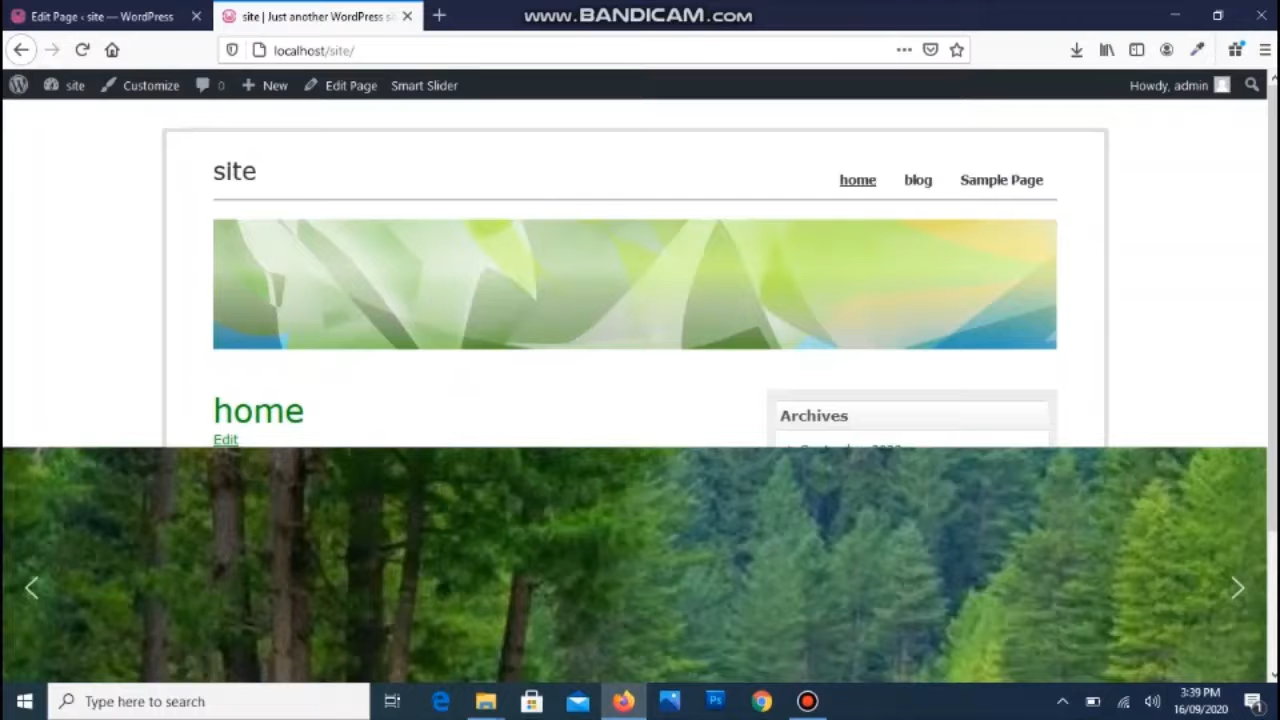 Edit Page ‹ site — WordPress
site | Just another WordPress si
www.BANDICAM.com
localhost/site/
site
Customize
0
New
Edit Page
Smart Slider
Howdy, admin
site
home
blog
Sample Page
home
Edit
Archives
Type here to search
Ps
3:39 PM
16/09/2020
1